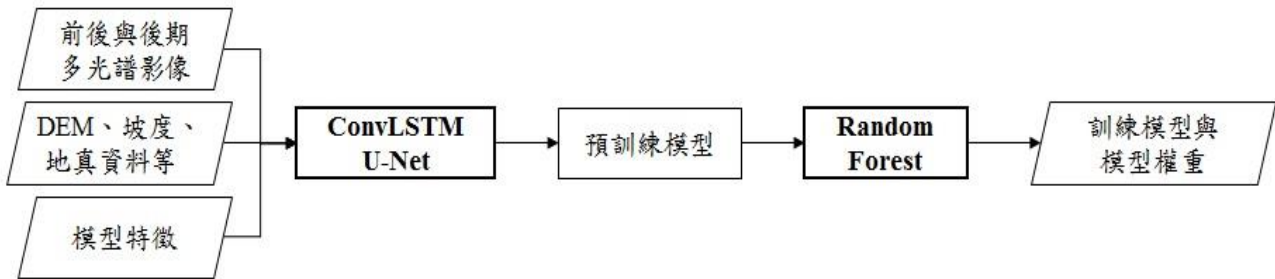 前後與後期
多光譜影像
DEM、坡度、
地真資料等
模型特徵
ConvLSTM
U-Net
預訓練模型
Random
Forest
訓練模型與
模型權重